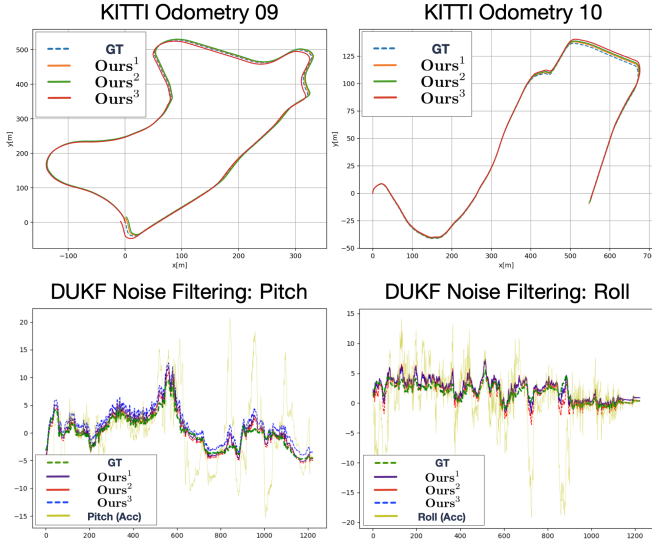 KITTI Odometry 09
GT
Ours¹
Ours²
Ours³
y[m]
500
400
300
200
100
0
−100
0
100
200
300
x[m]
KITTI Odometry 10
GT
Ours¹
Ours²
Ours³
y[m]
150
125
100
75
50
25
0
−25
−50
0
100
200
300
400
500
600
x[m]
DUKF Noise Filtering: Pitch
20
15
10
5
0
−5
−10
−15
GT
Ours¹
Ours²
Ours³
Pitch (Acc)
0
200
400
600
800
1000
1200
DUKF Noise Filtering: Roll
15
10
5
0
−5
−10
−15
−20
GT
Ours¹
Ours²
Ours³
Roll (Acc)
0
200
400
600
800
1000
1200